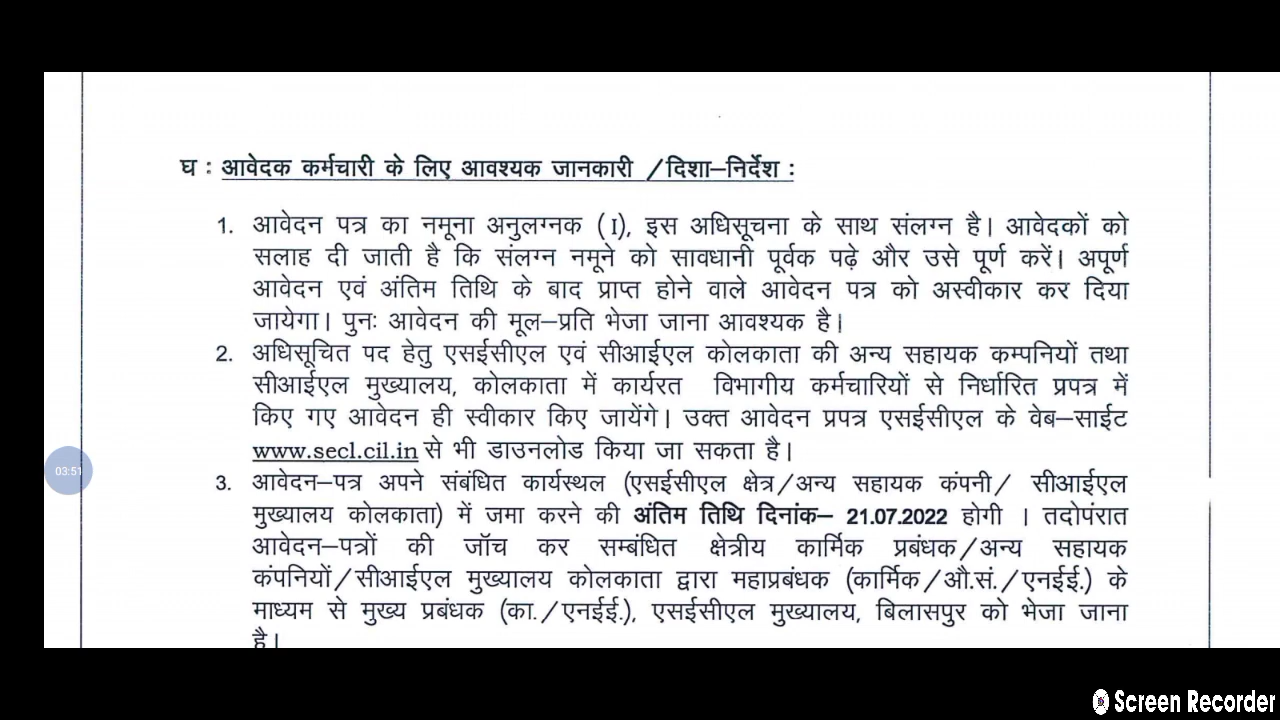 घ : आवेदक कर्मचारी के लिए आवश्यक जानकारी /दिशा–निर्देश :
1. आवेदन पत्र का नमूना अनुलग्नक (I), इस अधिसूचना के साथ संलग्न है। आवेदकों को
सलाह दी जाती है कि संलग्न नमूने को सावधानी पूर्वक पढ़े और उसे पूर्ण करें। अपूर्ण
आवेदन एवं अंतिम तिथि के बाद प्राप्त होने वाले आवेदन पत्र को अस्वीकार कर दिया
जायेगा। पुनः आवेदन की मूल–प्रति भेजा जाना आवश्यक है।
2. अधिसूचित पद हेतु एसईसीएल एवं सीआईएल कोलकाता की अन्य सहायक कम्पनियों तथा
सीआईएल मुख्यालय, कोलकाता में कार्यरत विभागीय कर्मचारियों से निर्धारित प्रपत्र में
किए गए आवेदन ही स्वीकार किए जायेंगे। उक्त आवेदन प्रपत्र एसईसीएल के वेब–साईट
www.secl.cil.in से भी डाउनलोड किया जा सकता है।
03:51
3. आवेदन–पत्र अपने संबंधित कार्यस्थल (एसईसीएल क्षेत्र/अन्य सहायक कंपनी/ सीआईएल
मुख्यालय कोलकाता) में जमा करने की अंतिम तिथि दिनांक– 21.07.2022 होगी । तदोपंरात
आवेदन–पत्रों की जॉच कर सम्बंधित क्षेत्रीय कार्मिक प्रबंधक/अन्य सहायक
कंपनियों/सीआईएल मुख्यालय कोलकाता द्वारा महाप्रबंधक (कार्मिक/औ.सं./एनईई.) के
माध्यम से मुख्य प्रबंधक (का./एनईई.), एसईसीएल मुख्यालय, बिलासपुर को भेजा जाना
है।
Screen Recorder